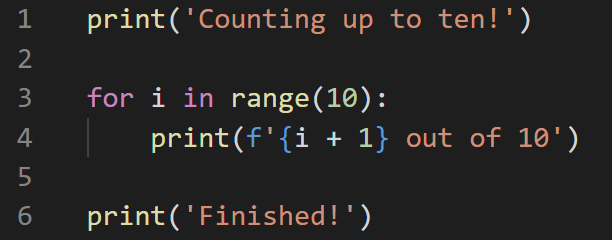 1 print('Counting up to ten!')
2
3 for i in range(10):
4     print(f'{i + 1} out of 10')
5
6 print('Finished!')